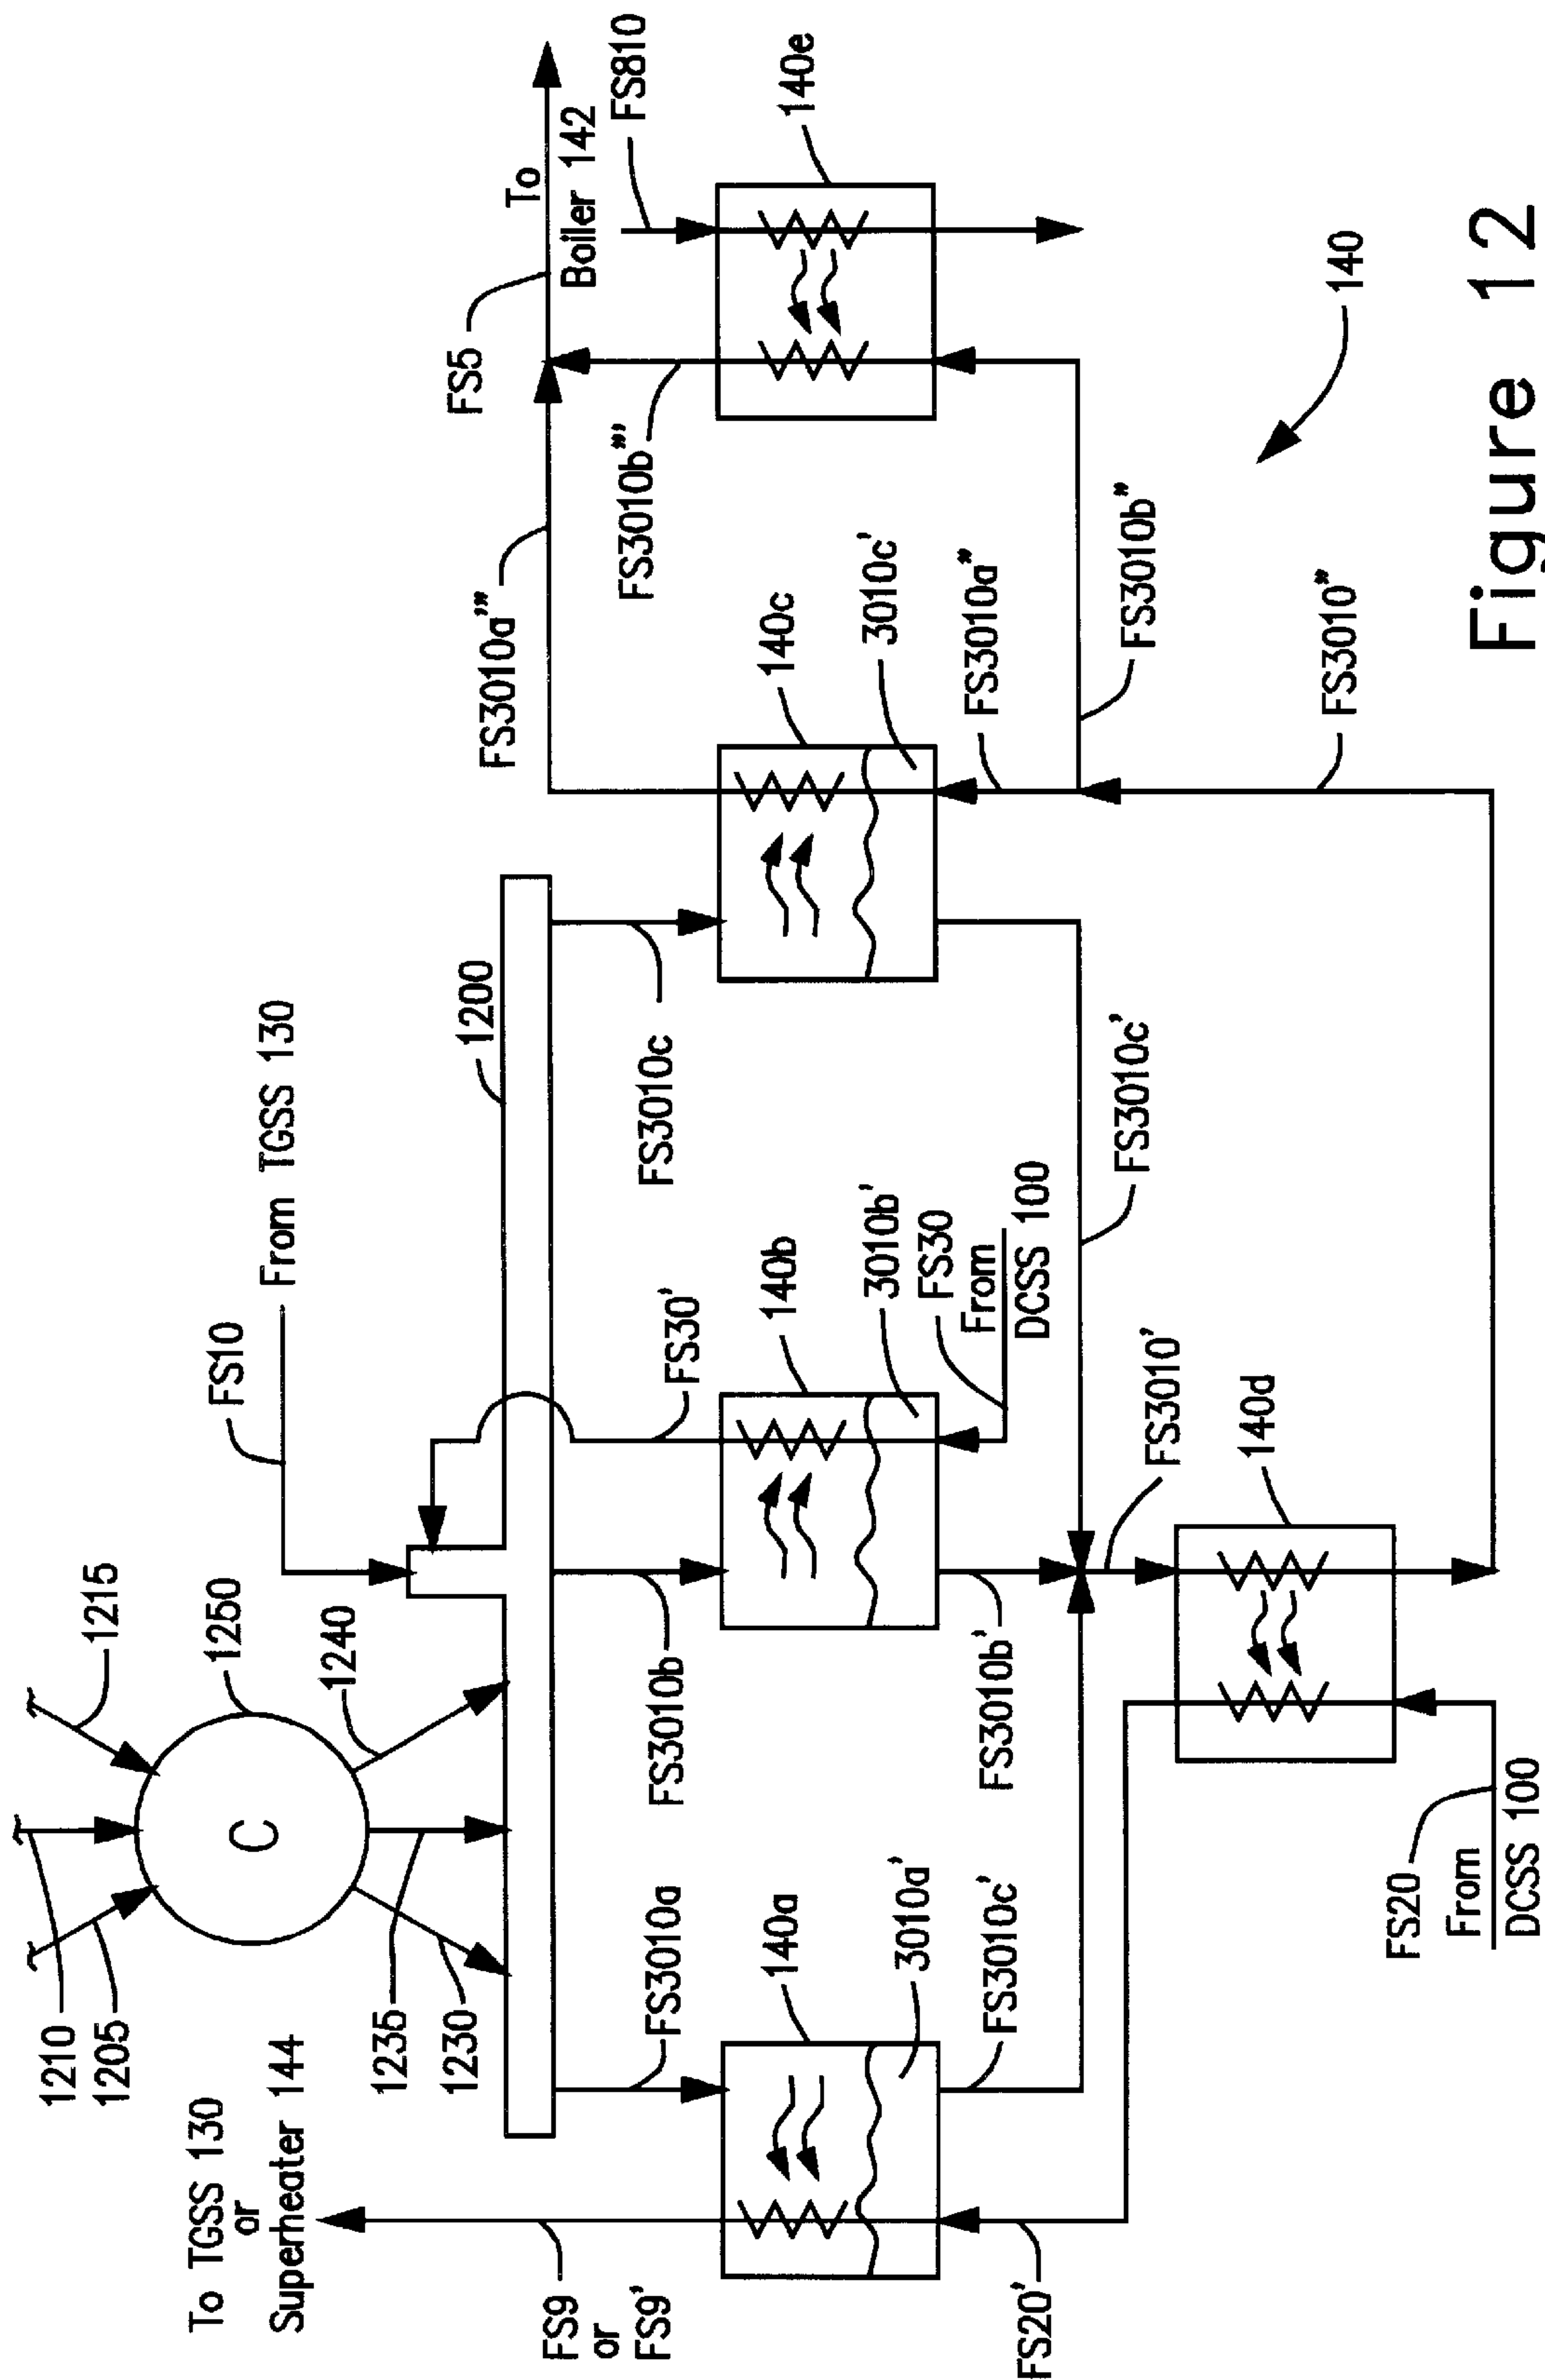 1210
1205
1215
1250
C
1240
1235
1230
To TGSS 130
or
Superheater 144
FS10
From TGSS 130
1200
FS9
or
FS9'
FS3010a
140a
3010a'
FS3010c'
FS20'
FS3010b
FS30'
140b
3010b'
FS30
From
DCSS 100
FS3010b'
FS3010c
140c
3010c'
FS3010c'
FS3010'
140d
FS20
From
DCSS 100
FS3010a'''
FS5
To
Boiler 142
FS810
FS3010b'''
140e
FS3010a"
FS3010b"
FS3010"
140
Figure 12